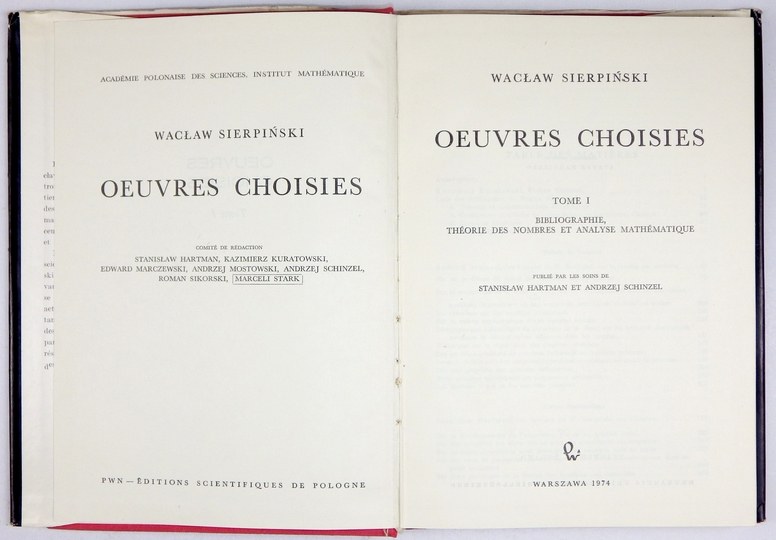 ACADÉMIE POLONAISE DES SCIENCES. INSTITUT MATHÉMATIQUE
WACŁAW SIERPIŃSKI
OEUVRES CHOISIES
COMITÉ DE RÉDACTION
STANISŁAW HARTMAN, KAZIMIERZ KURATOWSKI,
EDWARD MARCZEWSKI, ANDRZEJ MOSTOWSKI, ANDRZEJ SCHINZEL,
ROMAN SIKORSKI, MARCELI STARK
PWN—ÉDITIONS SCIENTIFIQUES DE POLOGNE
WACŁAW SIERPIŃSKI
OEUVRES CHOISIES
TOME I
BIBLIOGRAPHIE,
THÉORIE DES NOMBRES ET ANALYSE MATHÉMATIQUE
PUBLIÉ PAR LES SOINS DE
STANISŁAW HARTMAN ET ANDRZEJ SCHINZEL
WARSZAWA 1974